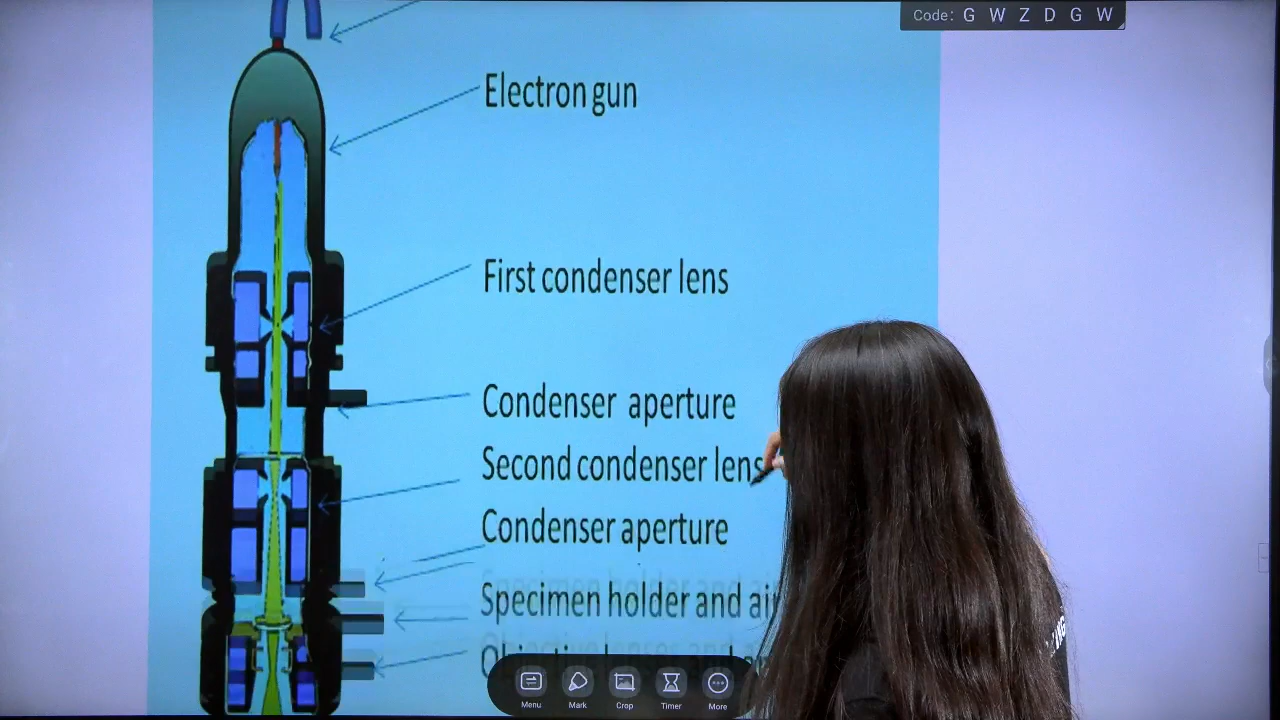 Code: G W Z D G W
Electron gun
First condenser lens
Condenser aperture
Second condenser lens
Condenser aperture
Specimen holder and
Menu Mark Crop Timer More